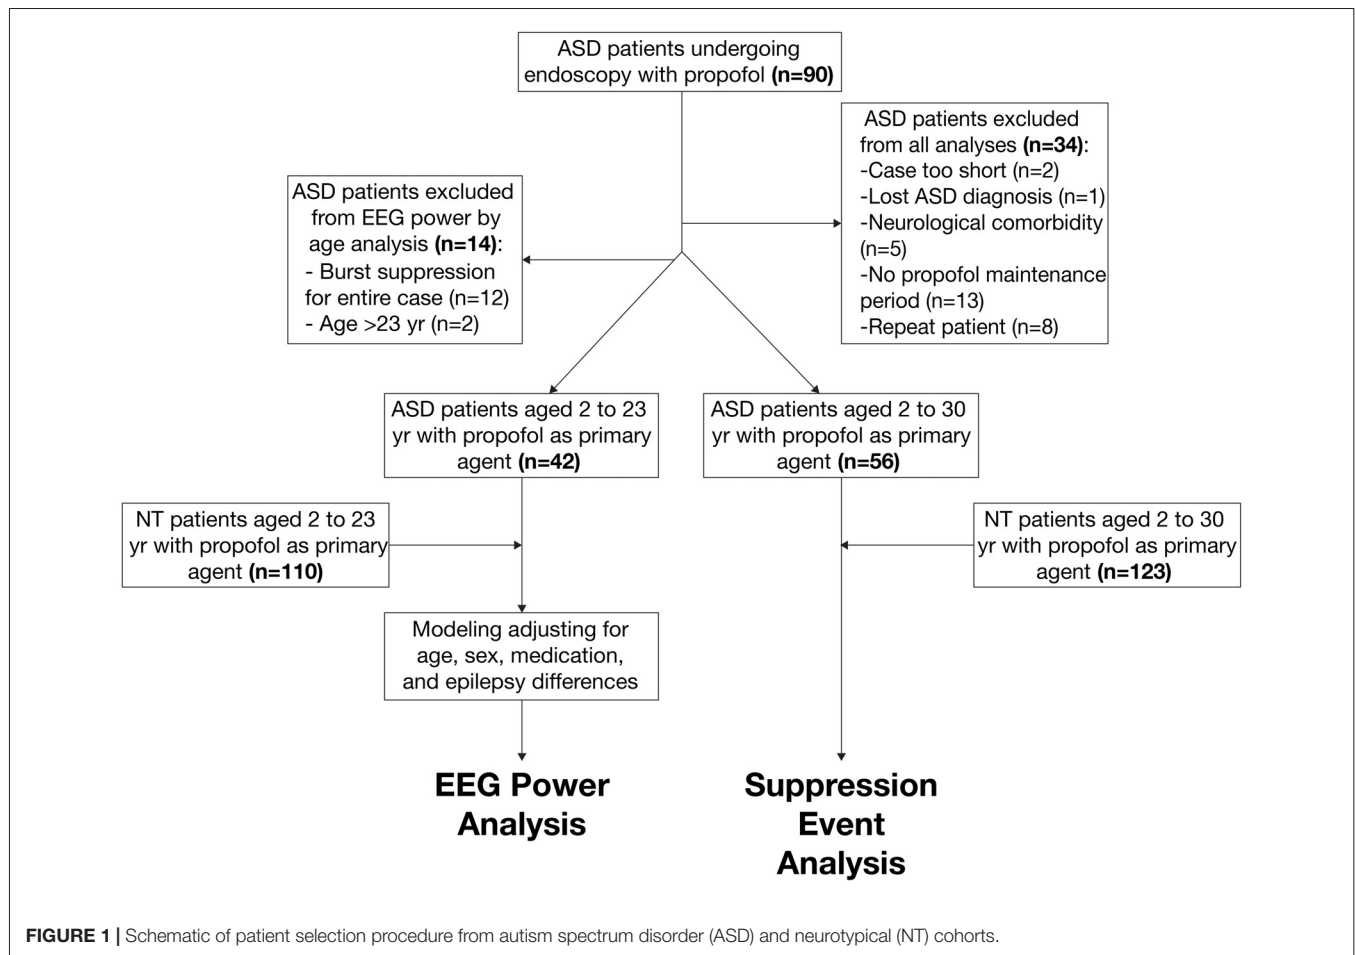 ASD patients undergoing
endoscopy with propofol (n=90)
ASD patients excluded
from all analyses (n=34):
-Case too short (n=2)
-Lost ASD diagnosis (n=1)
-Neurological comorbidity
(n=5)
-No propofol maintenance
period (n=13)
-Repeat patient (n=8)
ASD patients excluded
from EEG power by
age analysis (n=14):
- Burst suppression
for entire case (n=12)
- Age >23 yr (n=2)
ASD patients aged 2 to 23
yr with propofol as primary
agent (n=42)
ASD patients aged 2 to 30
yr with propofol as primary
agent (n=56)
NT patients aged 2 to 23
yr with propofol as primary
agent (n=110)
NT patients aged 2 to 30
yr with propofol as primary
agent (n=123)
Modeling adjusting for
age, sex, medication,
and epilepsy differences
EEG Power
Analysis
Suppression
Event
Analysis
FIGURE 1 | Schematic of patient selection procedure from autism spectrum disorder (ASD) and neurotypical (NT) cohorts.